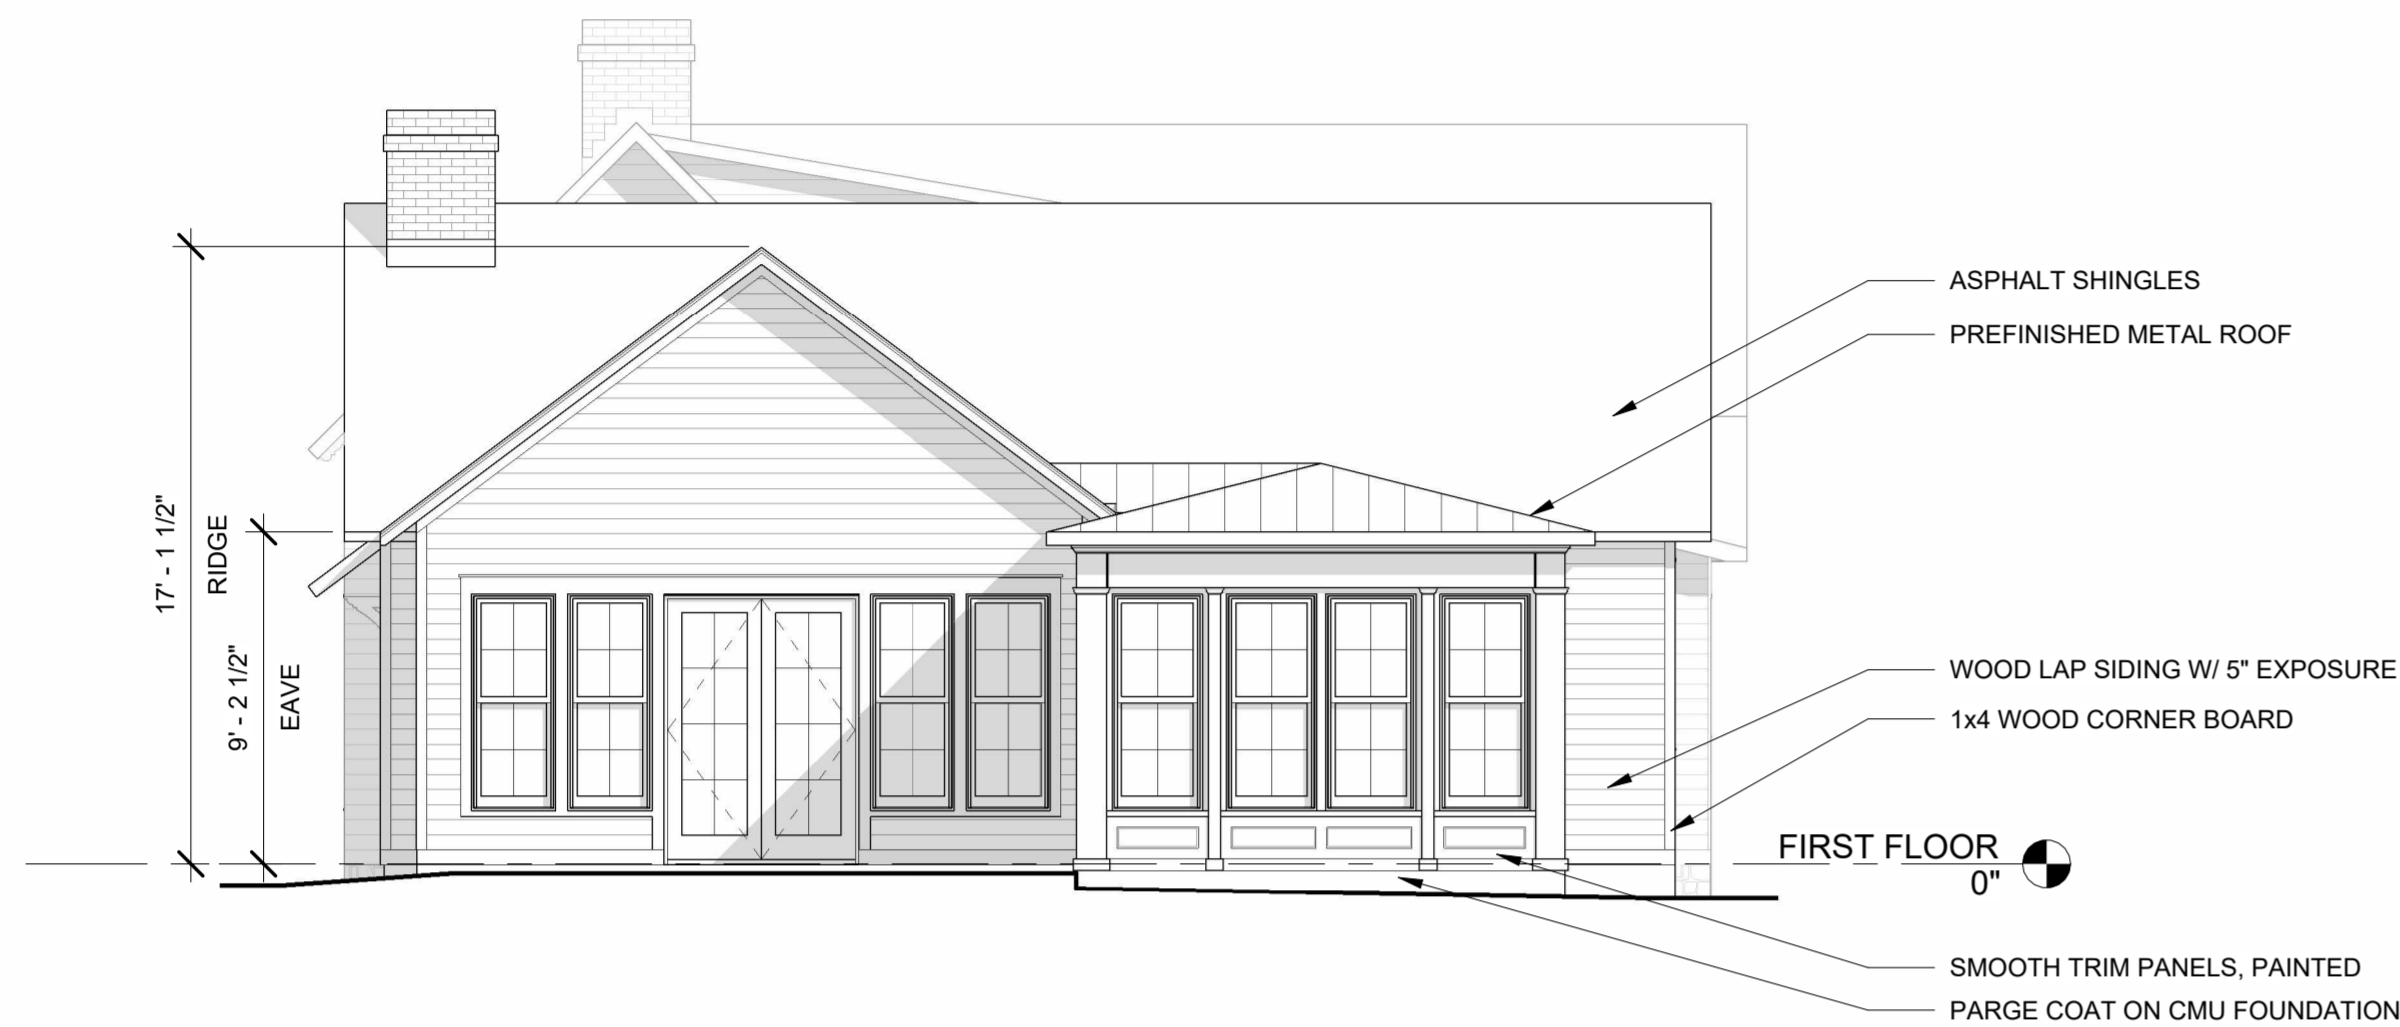 ASPHALT SHINGLES
PREFINISHED METAL ROOF
17' - 1 1/2"
RIDGE
9' - 2 1/2"
EAVE
WOOD LAP SIDING W/ 5" EXPOSURE
1x4 WOOD CORNER BOARD
FIRST FLOOR
0"
SMOOTH TRIM PANELS, PAINTED
PARGE COAT ON CMU FOUNDATION